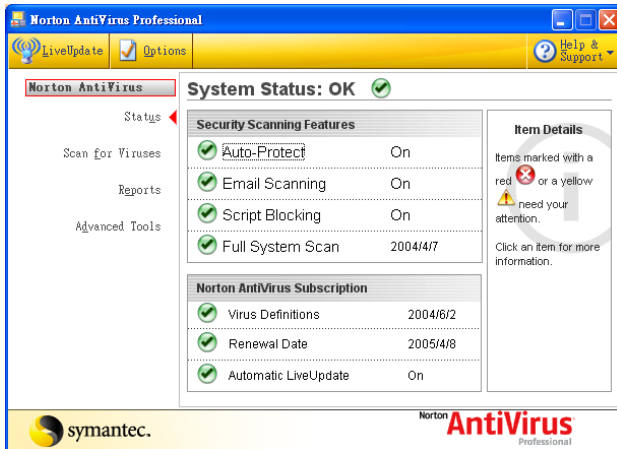 Norton AntiVirus Professional
LiveUpdate Options Help & Support
Norton AntiVirus
Status
Scan for Viruses
Reports
Advanced Tools
System Status: OK
Security Scanning Features
Auto-Protect On
Email Scanning On
Script Blocking On
Full System Scan 2004/4/7
Norton AntiVirus Subscription
Virus Definitions 2004/6/2
Renewal Date 2005/4/8
Automatic LiveUpdate On
Item Details
Items marked with a
red or a yellow
need your
attention.
Click an item for more
information.
symantec.
Norton AntiVirus
Professional